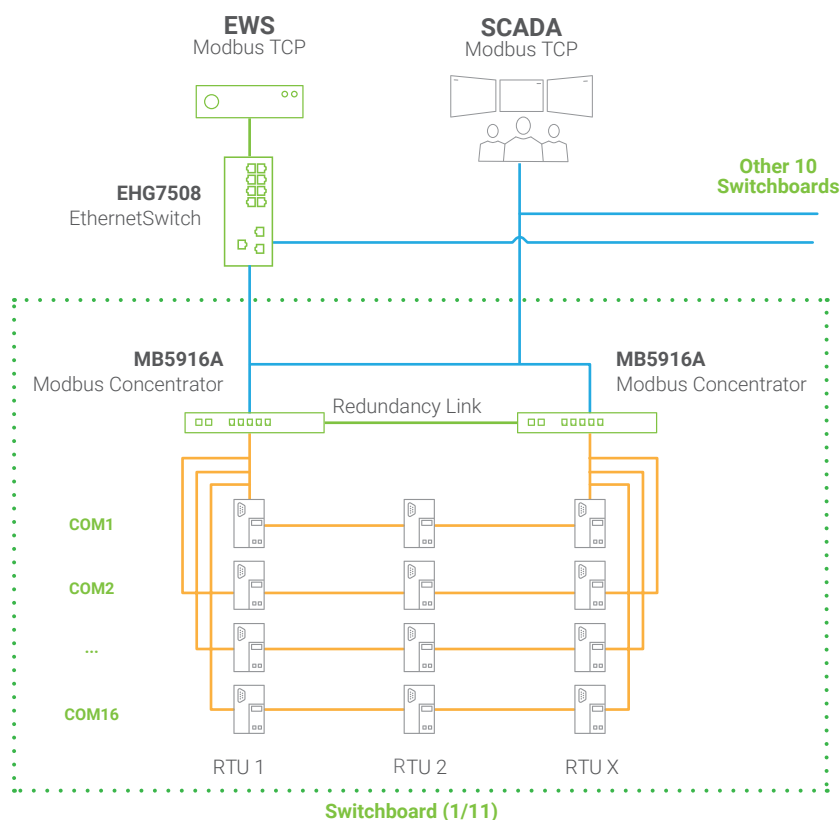 EWS
Modbus TCP
SCADA
Modbus TCP
EHG7508
EthernetSwitch
Other 10
Switchboards
MB5916A
Modbus Concentrator
Redundancy Link
MB5916A
Modbus Concentrator
COM1
COM2
...
COM16
RTU 1
RTU 2
RTU X
Switchboard (1/11)